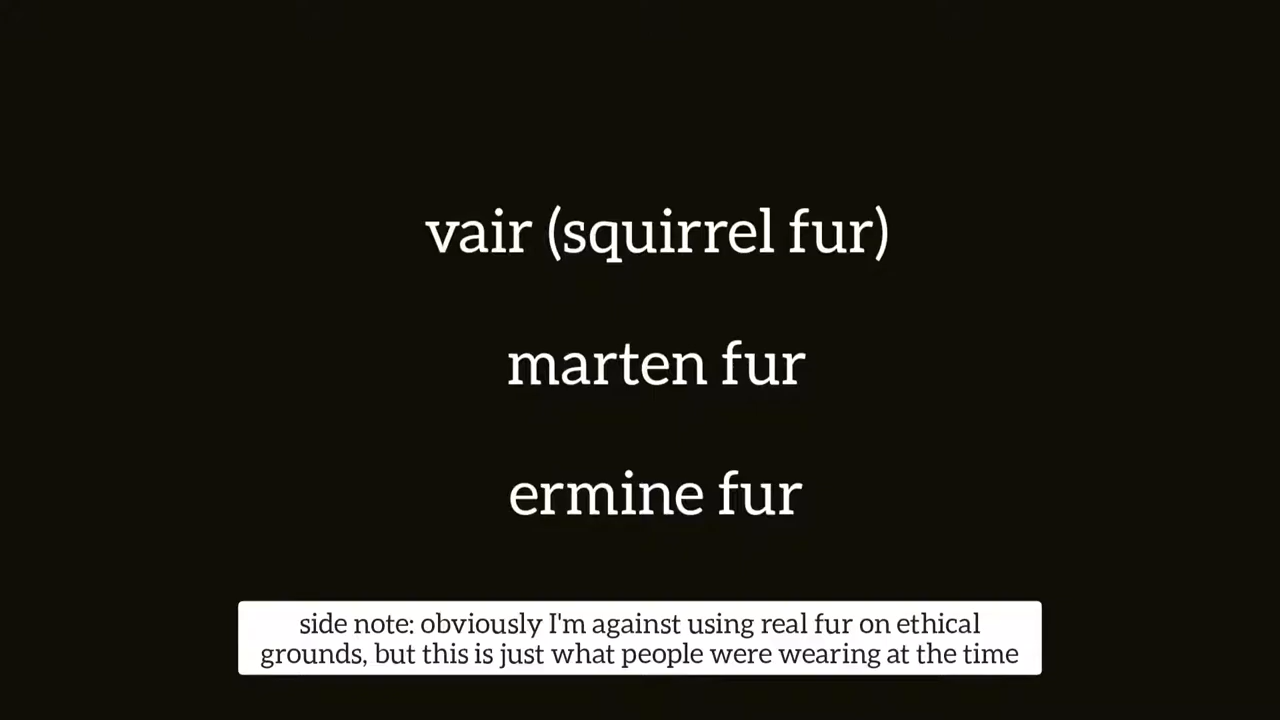 vair (squirrel fur)
marten fur
ermine fur
side note: obviously I'm against using real fur on ethical
grounds, but this is just what people were wearing at the time